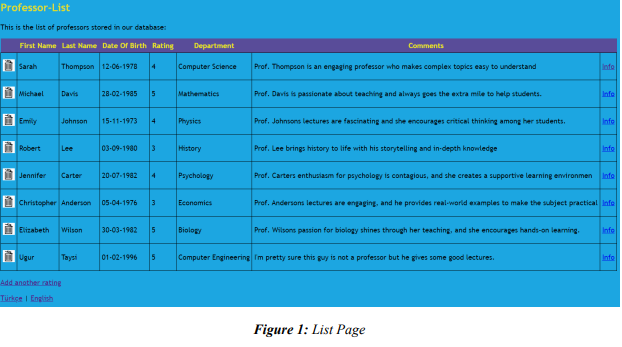 Professor-List
This is the list of professors stored in our database:
First Name Last Name Date Of Birth Rating Department Comments
Sarah Thompson 12-06-1978 4 Computer Science Prof. Thompson is an engaging professor who makes complex topics easy to understand Info
Michael Davis 28-02-1985 5 Mathematics Prof. Davis is passionate about teaching and always goes the extra mile to help students. Info
Emily Johnson 15-11-1973 4 Physics Prof. Johnsons lectures are fascinating and she encourages critical thinking among her students. Info
Robert Lee 03-09-1980 3 History Prof. Lee brings history to life with his storytelling and in-depth knowledge Info
Jennifer Carter 20-07-1982 4 Psychology Prof. Carters enthusiasm for psychology is contagious, and she creates a supportive learning environmen Info
Christopher Anderson 05-04-1976 3 Economics Prof. Andersons lectures are engaging, and he provides real-world examples to make the subject practical Info
Elizabeth Wilson 30-03-1982 5 Biology Prof. Wilsons passion for biology shines through her teaching, and she encourages hands-on learning. Info
Ugur Taysi 01-02-1996 5 Computer Engineering I'm pretty sure this guy is not a professor but he gives some good lectures. Info
Add another rating
Türkçe | English
Figure 1: List Page